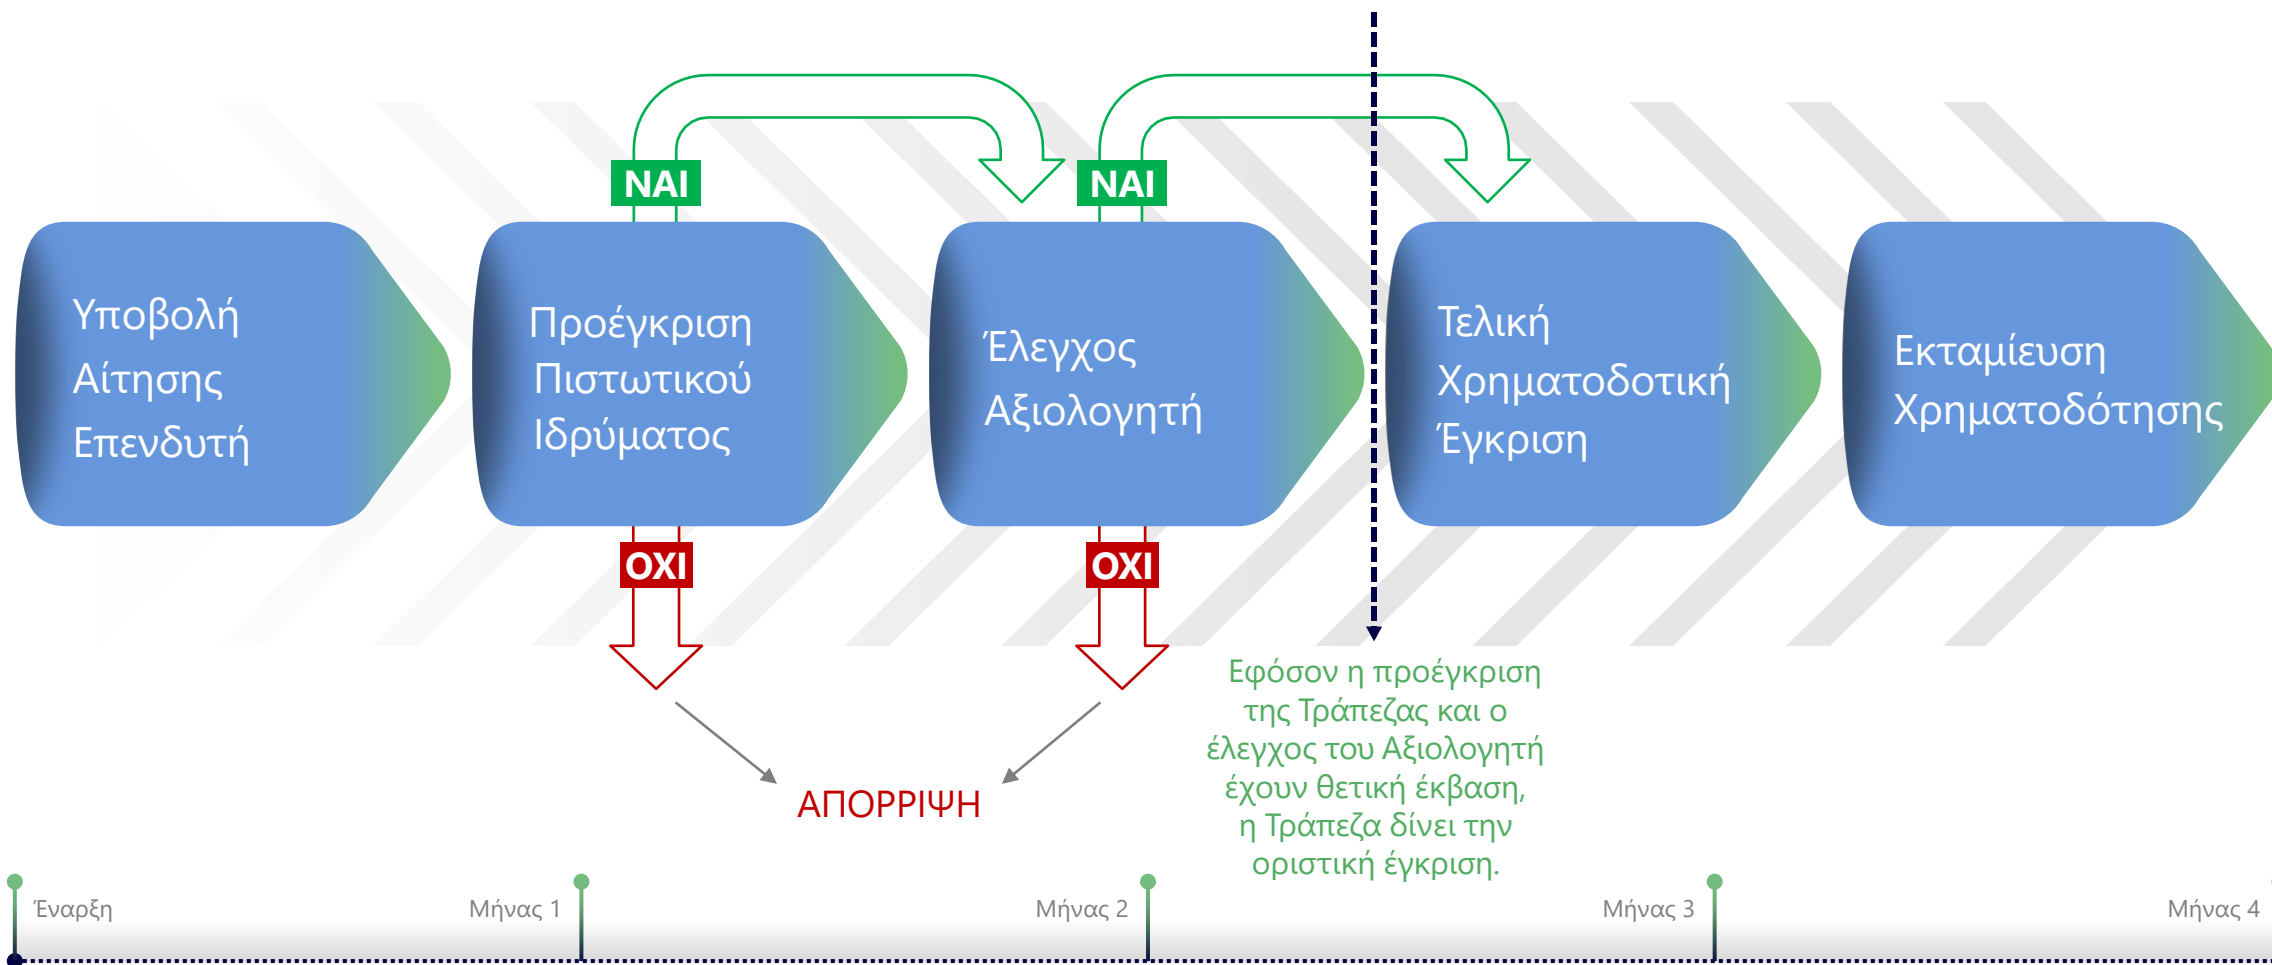 ΝΑΙ
ΝΑΙ
Υποβολή
Αίτησης
Επενδυτή
Προέγκριση
Πιστωτικού
Ιδρύματος
Έλεγχος
Αξιολογητή
Τελική
Χρηματοδοτική
Έγκριση
Εκταμίευση
Χρηματοδότησης
ΟΧΙ
ΟΧΙ
ΑΠΟΡΡΙΨΗ
Εφόσον η προέγκριση
της Τράπεζας και ο
έλεγχος του Αξιολογητή
έχουν θετική έκβαση,
η Τράπεζα δίνει την
οριστική έγκριση.
Έναρξη
Μήνας 1
Μήνας 2
Μήνας 3
Μήνας 4